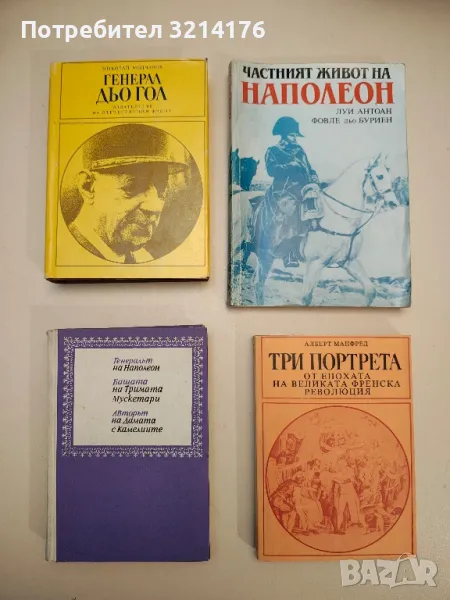 Потребител 3214176
ГЕНЕРАЛ
ДЬО ГОЛ
ЧАСТНИЯТ ЖИВОТ НА
НАПОЛЕОН
ЛУИ АНТОАН
ФОВЛЕ ДЬО БУРИЕН
Генералът
на Наполеон
Бащата
на Тримата
мускетари
Авторът
на Дамата
с камелиите
АЛБЕРТ МАНФРЕД
ТРИ ПОРТРЕТА
ОТ ЕПОХАТА
НА ВЕЛИКАТА ФРЕНСКА
РЕВОЛЮЦИЯ
BAZAR